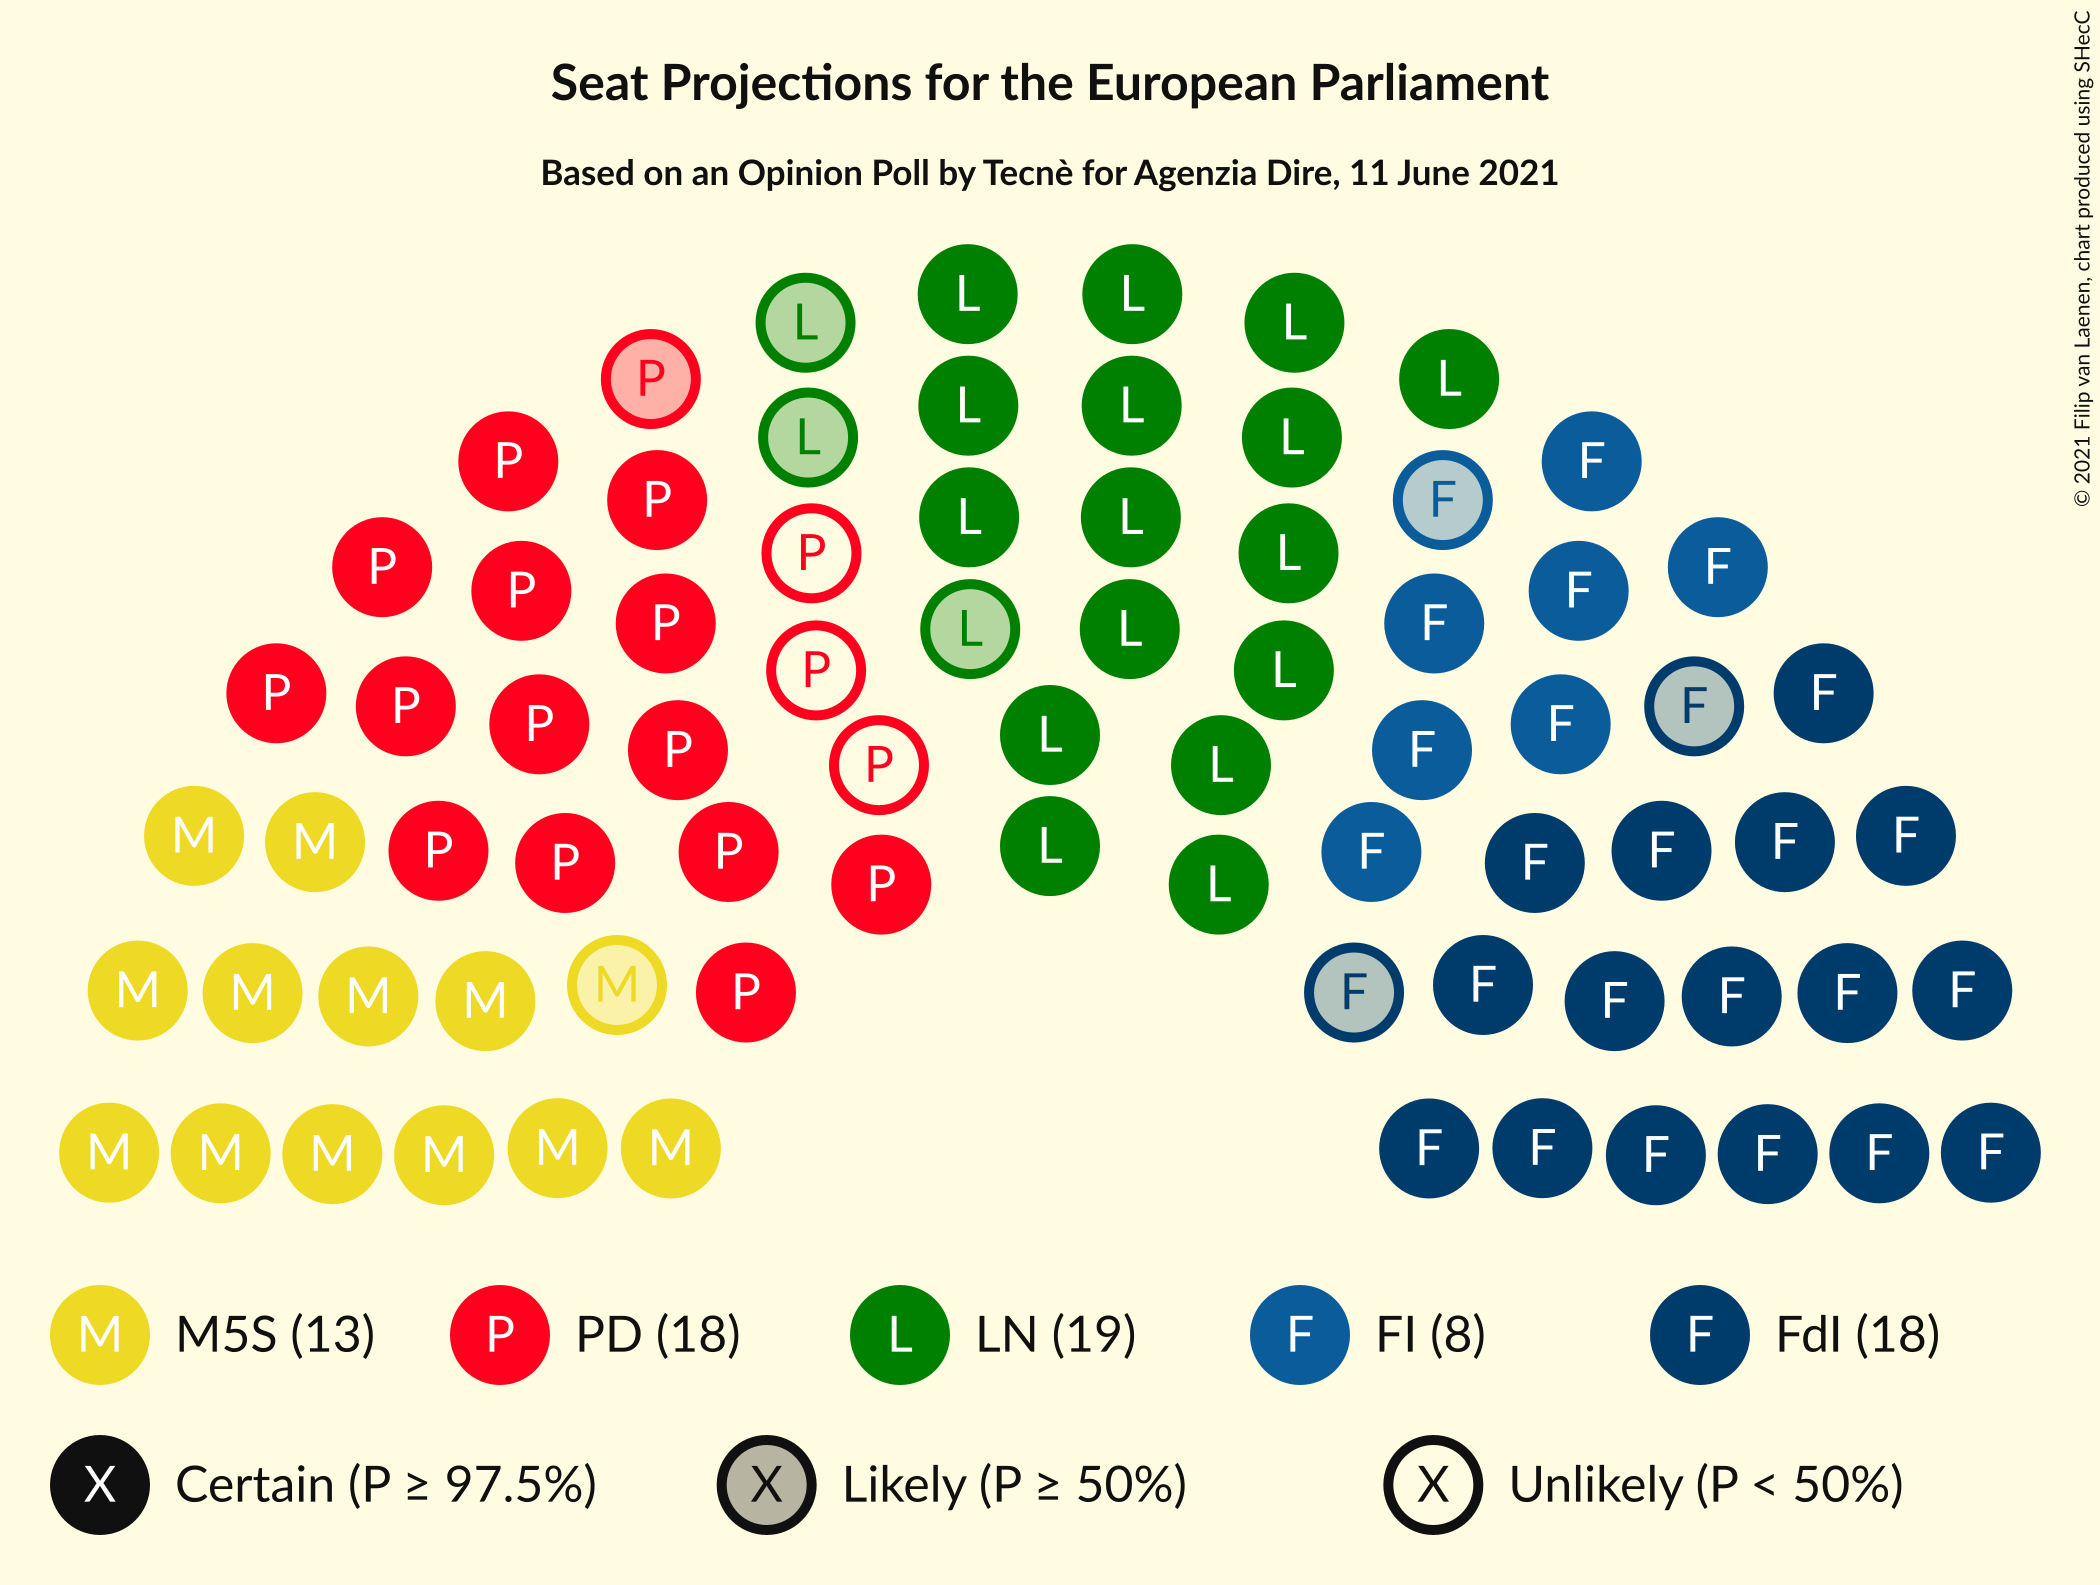 Seat Projections for the European Parliament
Based on an Opinion Poll by Tecnè for Agenzia Dire, 11 June 2021
© 2021 Filip van Laenen, chart produced using SHecC
L L
L L
P L
L L
L L
P F
P F
P L L
P F
L L
P P F F
P F
P L L
P F
P L
P F
P P F F
P F
L
P L
P F
M M P P P F F F F F
L
P L
M M M M M P F F F F F F
M M M M M M F F F F F F
M M5S (13) P PD (18) L LN (19) F FI (8) F FdI (18)
X Certain (P ≥ 97.5%) X Likely (P ≥ 50%) X Unlikely (P < 50%)